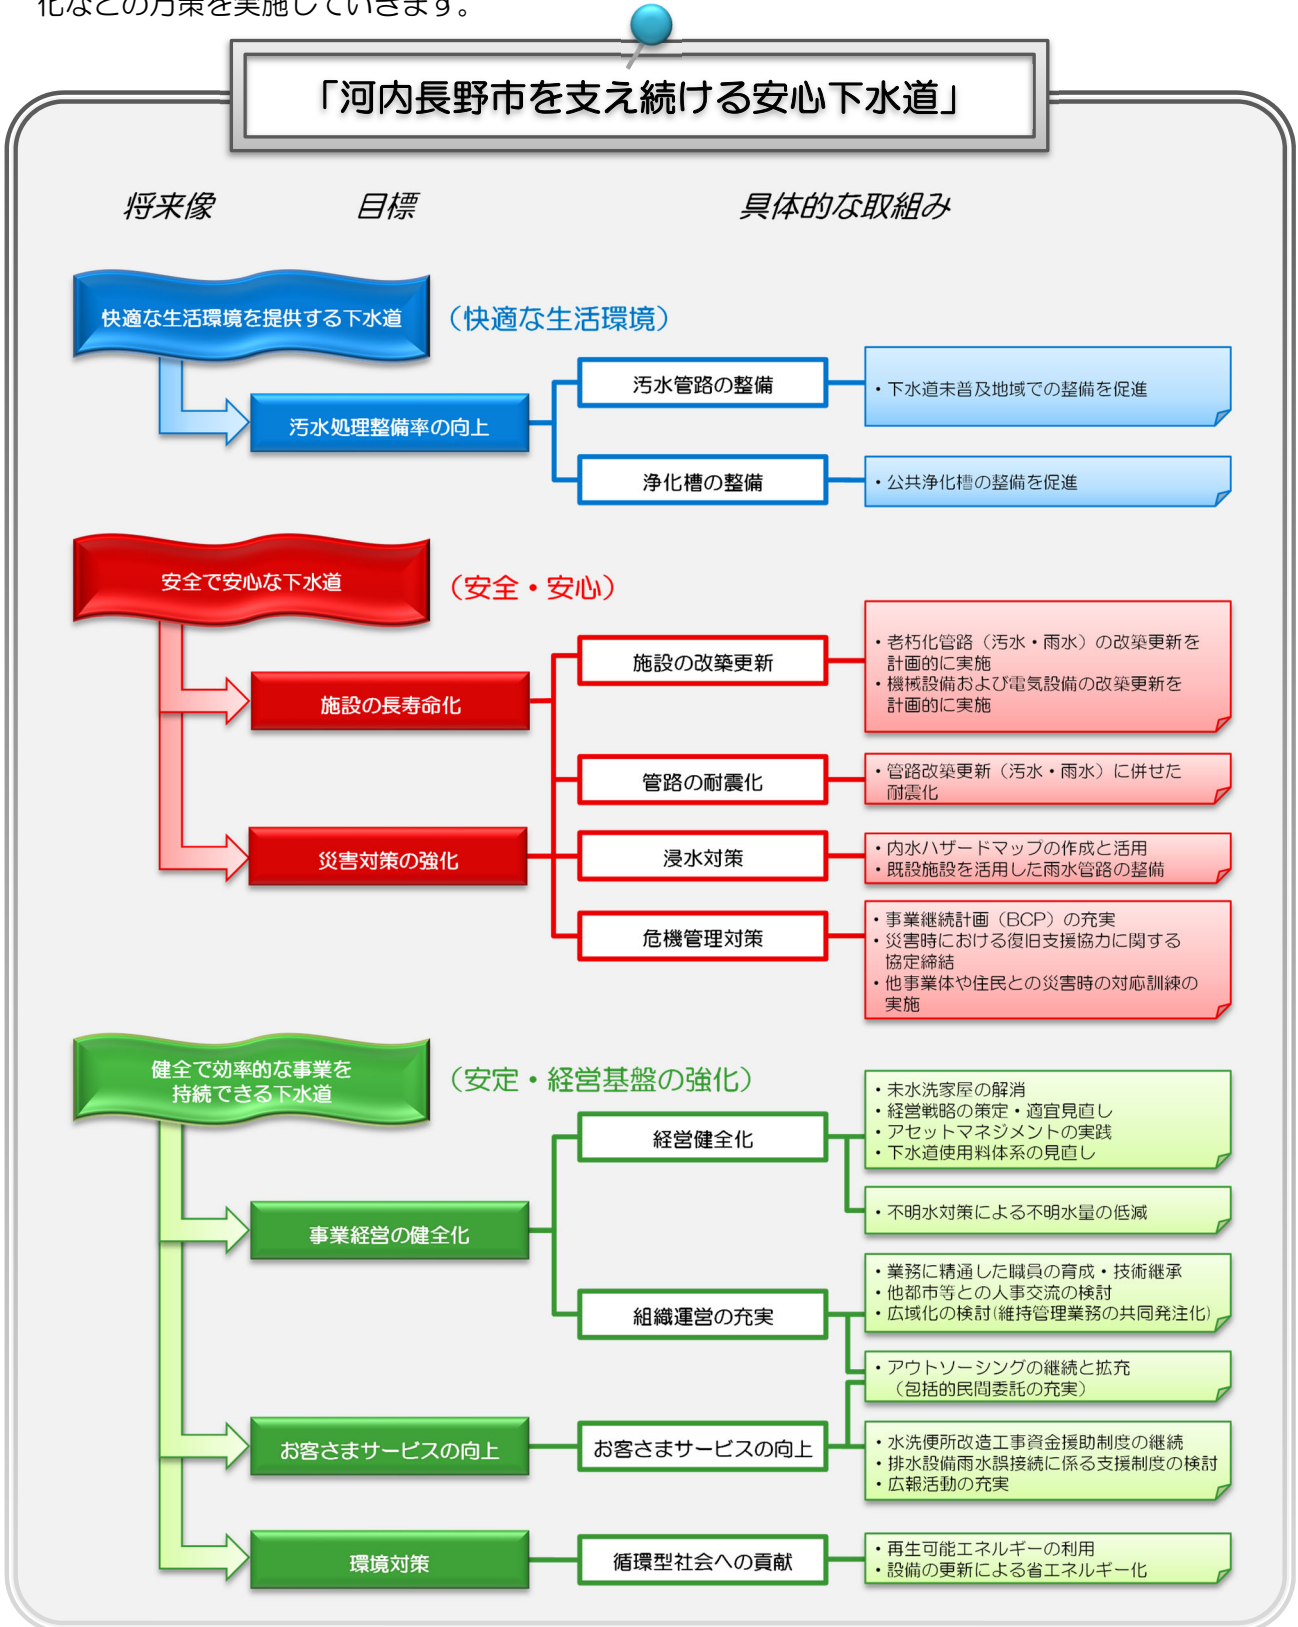 化などの方策を実施していきます。
「河内長野市を支え続ける安心下水道」
将来像
目標
具体的な取組み
快適な生活環境を提供する下水道
（快適な生活環境）
汚水処理整備率の向上
汚水管路の整備
・下水道未普及地域での整備を促進
浄化槽の整備
・公共浄化槽の整備を促進
安全で安心な下水道
（安全・安心）
施設の長寿命化
災害対策の強化
施設の改築更新
・老朽化管路（汚水・雨水）の改築更新を
計画的に実施
・機械設備および電気設備の改築更新を
計画的に実施
管路の耐震化
・管路改築更新（汚水・雨水）に併せた
耐震化
浸水対策
・内水ハザードマップの作成と活用
・既設施設を活用した雨水管路の整備
危機管理対策
・事業継続計画（BCP）の充実
・災害時における復旧支援協力に関する
協定締結
・他事業体や住民との災害時の対応訓練の
実施
健全で効率的な事業を
持続できる下水道
（安定・経営基盤の強化）
事業経営の健全化
経営健全化
・未水洗家屋の解消
・経営戦略の策定・適宜見直し
・アセットマネジメントの実践
・下水道使用料体系の見直し
・不明水対策による不明水量の低減
組織運営の充実
・業務に精通した職員の育成・技術継承
・他都市等との人事交流の検討
・広域化の検討(維持管理業務の共同発注化)
・アウトソーシングの継続と拡充
（包括的民間委託の充実）
お客さまサービスの向上
お客さまサービスの向上
・水洗便所改造工事資金援助制度の継続
・排水設備雨水誤接続に係る支援制度の検討
・広報活動の充実
環境対策
循環型社会への貢献
・再生可能エネルギーの利用
・設備の更新による省エネルギー化